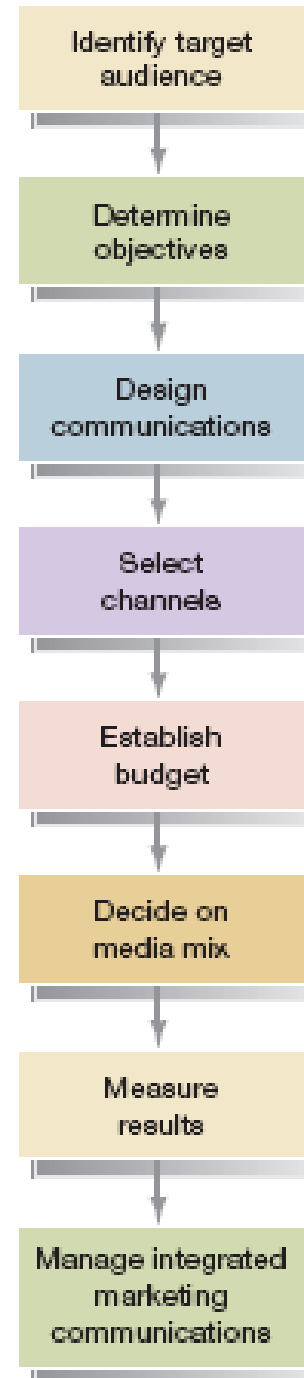 Identify target
audience
Determine
objectives
Design
communications
Select
channels
Establish
budget
Decide on
media mix
Measure
results
Manage integrated
marketing
communications